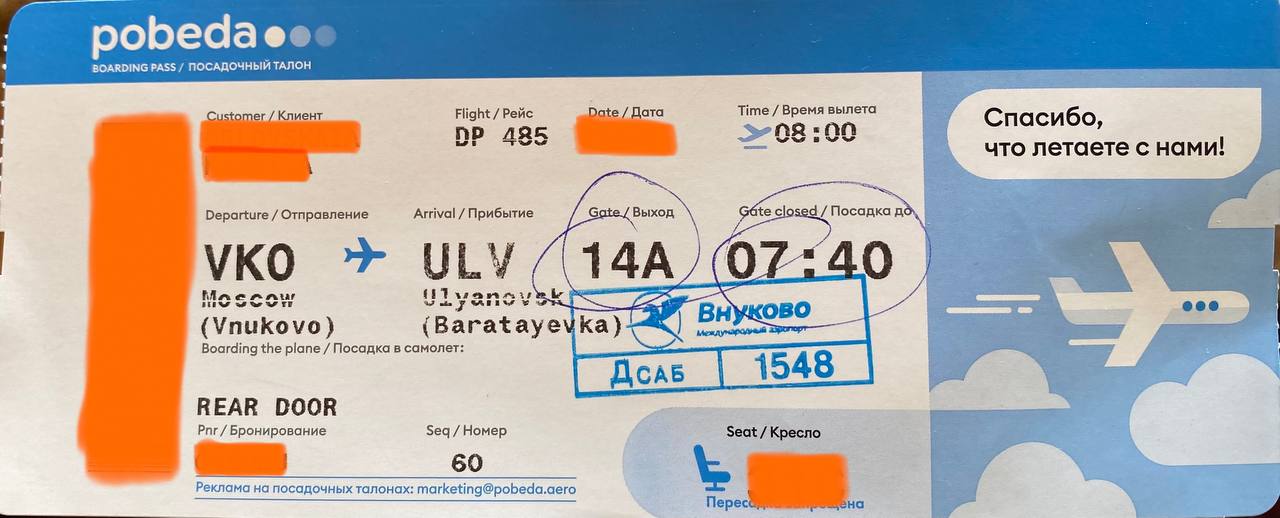 pobeda
BOARDING PASS / ПОСАДОЧНЫЙ ТАЛОН
Customer / Клиент
Flight / Рейс
DP 485
Date / Дата
Time / Время вылета
08:00
Спасибо,
что летаете с нами!
Departure / Отправление
VKO
Moscow
(Vnukovo)
Arrival / Прибытие
ULV
Ulyanovsk
(Baratayevka)
Gate / Выход
14A
Gate closed / Посадка до
07:40
Внуково
Международный аэропорт
ДСАБ
1548
Boarding the plane / Посадка в самолет:
REAR DOOR
Pnr / Бронирование
Seq / Номер
60
Seat / Кресло
Реклама на посадочных талонах: marketing@pobeda.aero